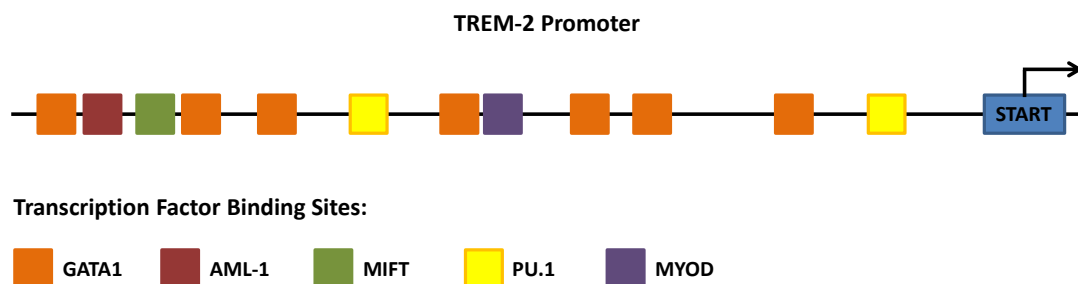 TREM-2 Promoter
START
Transcription Factor Binding Sites:
GATA1 AML-1 MIFT PU.1 MYOD